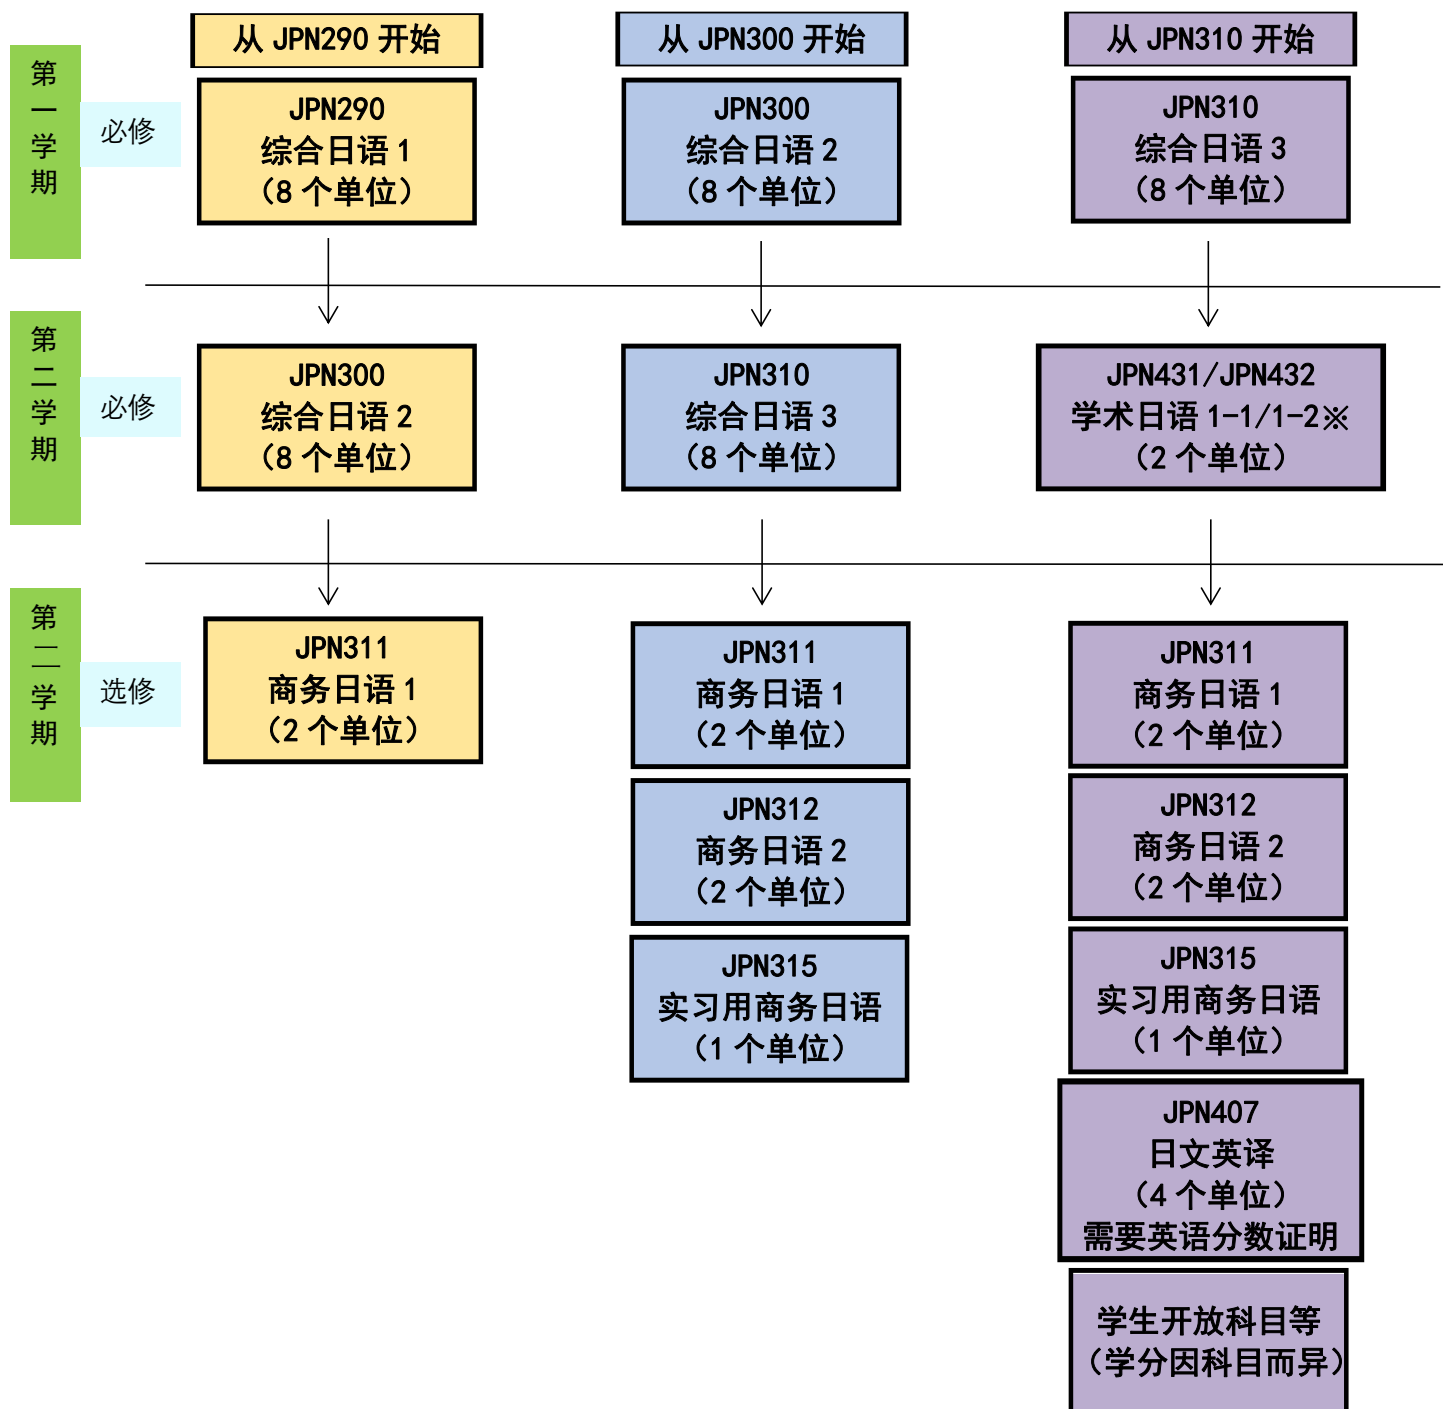 从 JPN290 开始
从 JPN300 开始
从 JPN310 开始
第
一
学
期
必修
JPN290
综合日语 1
（8 个单位）
JPN300
综合日语 2
（8 个单位）
JPN310
综合日语 3
（8 个单位）
第
二
学
期
必修
JPN300
综合日语 2
（8 个单位）
JPN310
综合日语 3
（8 个单位）
JPN431/JPN432
学术日语 1-1/1-2※
（2 个单位）
第
二
学
期
选修
JPN311
商务日语 1
（2 个单位）
JPN311
商务日语 1
（2 个单位）
JPN312
商务日语 2
（2 个单位）
JPN315
实习用商务日语
（1 个单位）
JPN311
商务日语 1
（2 个单位）
JPN312
商务日语 2
（2 个单位）
JPN315
实习用商务日语
（1 个单位）
JPN407
日文英译
（4 个单位）
需要英语分数证明
学生开放科目等
（学分因科目而异）